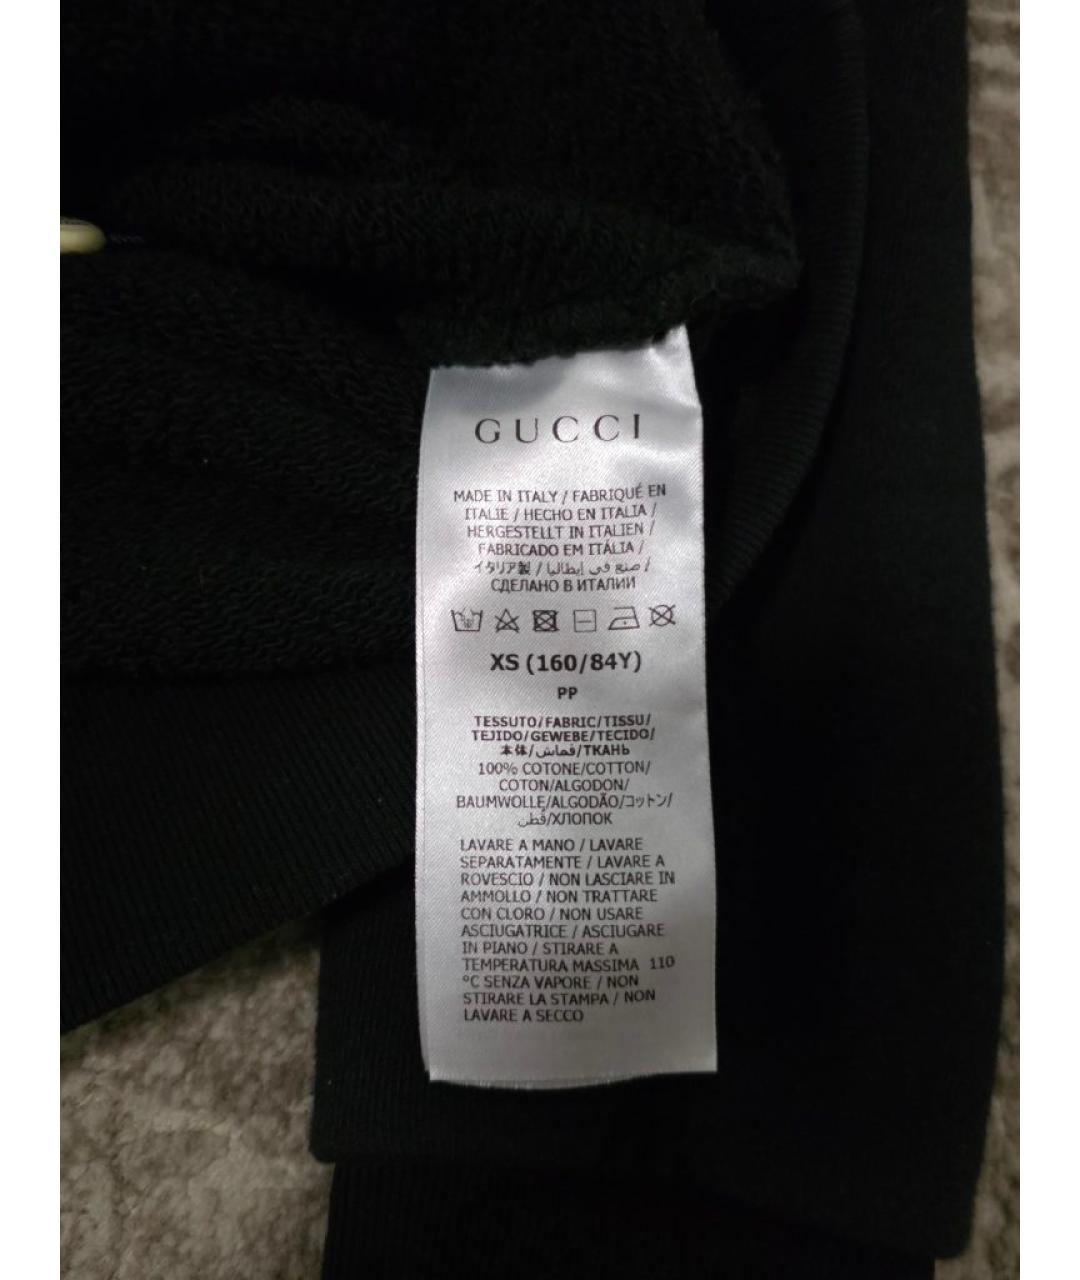 GUCCI
MADE IN ITALY / FABRIQUÉ EN
ITALIE / HECHO EN ITALIA /
HERGESTELLT IN ITALIEN /
FABRICADO EM ITÁLIA /
イタリア製 / صنع في إيطاليا /
СДЕЛАНО В ИТАЛИИ
XS (160/84Y)
PP
TESSUTO/FABRIC/TISSU/
TEJIDO/GEWEBE/TECIDO/
本体/قماش/ТКАНЬ
100% COTONE/COTTON/
COTON/ALGODON/
BAUMWOLLE/ALGODÃO/コットン/
قطن/ХЛОПОК
LAVARE A MANO / LAVARE
SEPARATAMENTE / LAVARE A
ROVESCIO / NON LASCIARE IN
AMMOLLO / NON TRATTARE
CON CLORO / NON USARE
ASCIUGATRICE / ASCIUGARE
IN PIANO / STIRARE A
TEMPERATURA MASSIMA 110
°C SENZA VAPORE / NON
STIRARE LA STAMPA / NON
LAVARE A SECCO